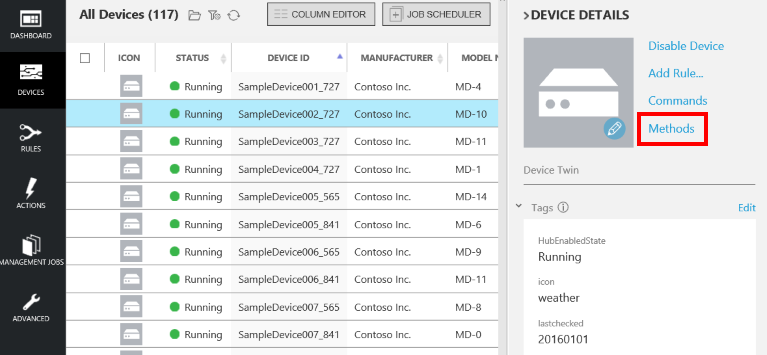 DASHBOARD
DEVICES
RULES
ACTIONS
MANAGEMENT JOBS
ADVANCED
All Devices (117)
COLUMN EDITOR
JOB SCHEDULER
ICON STATUS DEVICE ID MANUFACTURER MODEL N
Running SampleDevice001_727 Contoso Inc. MD-4
Running SampleDevice002_727 Contoso Inc. MD-10
Running SampleDevice003_727 Contoso Inc. MD-11
Running SampleDevice004_727 Contoso Inc. MD-1
Running SampleDevice005_565 Contoso Inc. MD-14
Running SampleDevice005_841 Contoso Inc. MD-6
Running SampleDevice006_565 Contoso Inc. MD-9
Running SampleDevice006_841 Contoso Inc. MD-11
Running SampleDevice007_565 Contoso Inc. MD-8
Running SampleDevice007_841 Contoso Inc. MD-0
DEVICE DETAILS
Disable Device
Add Rule...
Commands
Methods
Device Twin
Tags Edit
HubEnabledState
Running
icon
weather
lastchecked
20160101